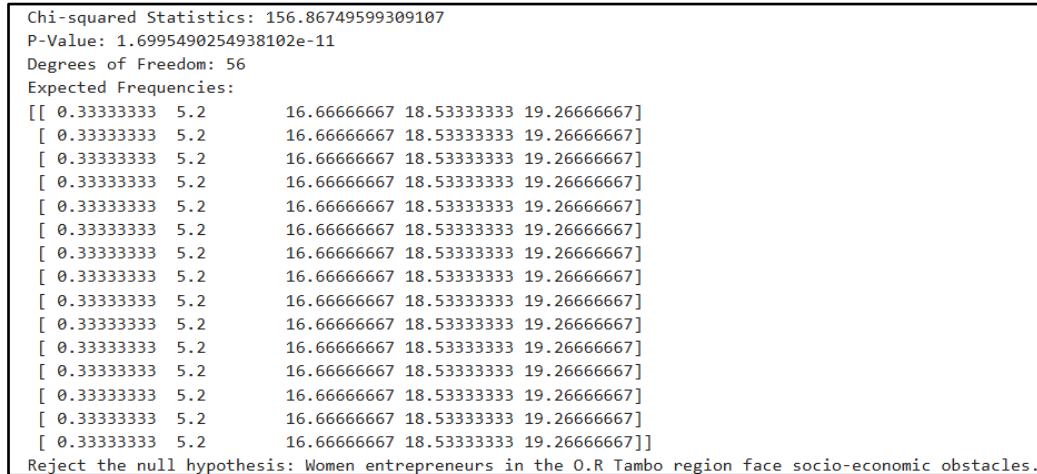 Chi-squared Statistics: 156.86749599309107
P-Value: 1.6995490254938102e-11
Degrees of Freedom: 56
Expected Frequencies:
[[ 0.33333333  5.2        16.66666667 18.53333333 19.26666667]
 [ 0.33333333  5.2        16.66666667 18.53333333 19.26666667]
 [ 0.33333333  5.2        16.66666667 18.53333333 19.26666667]
 [ 0.33333333  5.2        16.66666667 18.53333333 19.26666667]
 [ 0.33333333  5.2        16.66666667 18.53333333 19.26666667]
 [ 0.33333333  5.2        16.66666667 18.53333333 19.26666667]
 [ 0.33333333  5.2        16.66666667 18.53333333 19.26666667]
 [ 0.33333333  5.2        16.66666667 18.53333333 19.26666667]
 [ 0.33333333  5.2        16.66666667 18.53333333 19.26666667]
 [ 0.33333333  5.2        16.66666667 18.53333333 19.26666667]
 [ 0.33333333  5.2        16.66666667 18.53333333 19.26666667]
 [ 0.33333333  5.2        16.66666667 18.53333333 19.26666667]
 [ 0.33333333  5.2        16.66666667 18.53333333 19.26666667]
 [ 0.33333333  5.2        16.66666667 18.53333333 19.26666667]
 [ 0.33333333  5.2        16.66666667 18.53333333 19.26666667]]
Reject the null hypothesis: Women entrepreneurs in the O.R Tambo region face socio-economic obstacles.